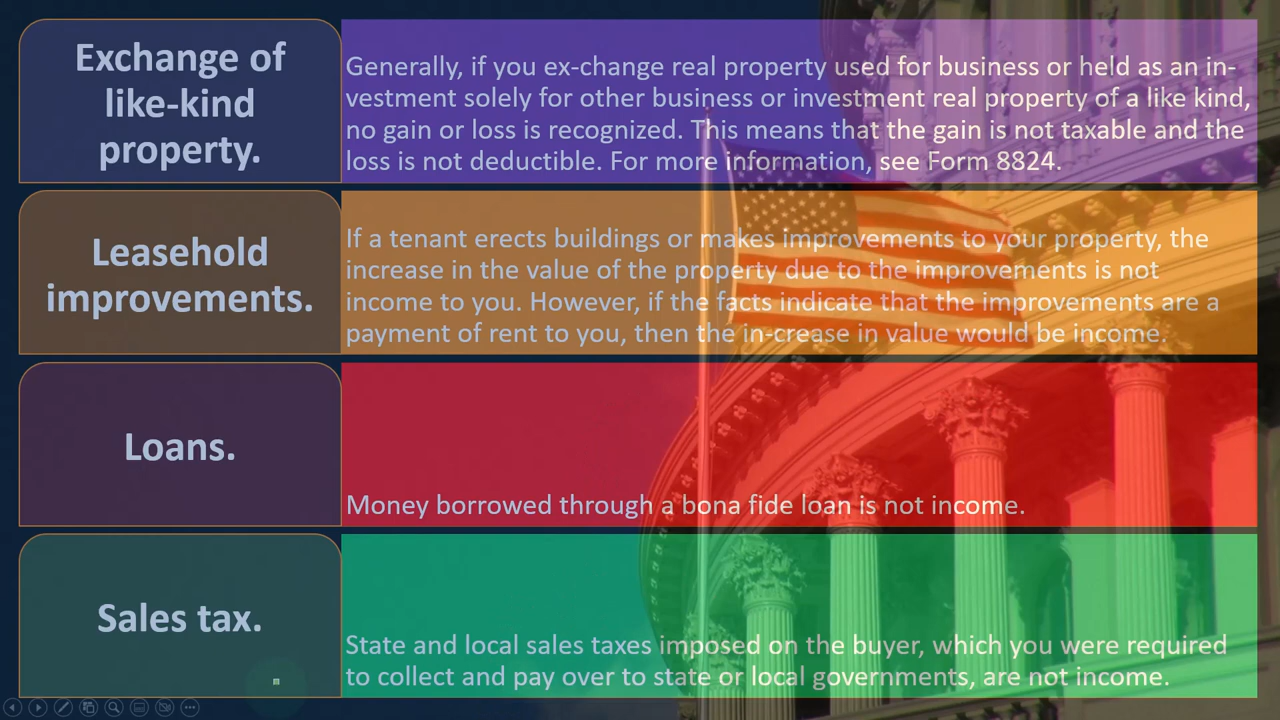 Exchange of
like-kind
property.
Generally, if you ex-change real property used for business or held as an in-
vestment solely for other business or investment real property of a like kind,
no gain or loss is recognized. This means that the gain is not taxable and the
loss is not deductible. For more information, see Form 8824.
Leasehold
improvements.
If a tenant erects buildings or makes improvements to your property, the
increase in the value of the property due to the improvements is not
income to you. However, if the facts indicate that the improvements are a
payment of rent to you, then the in-crease in value would be income.
Loans.
Money borrowed through a bona fide loan is not income.
Sales tax.
State and local sales taxes imposed on the buyer, which you were required
to collect and pay over to state or local governments, are not income.